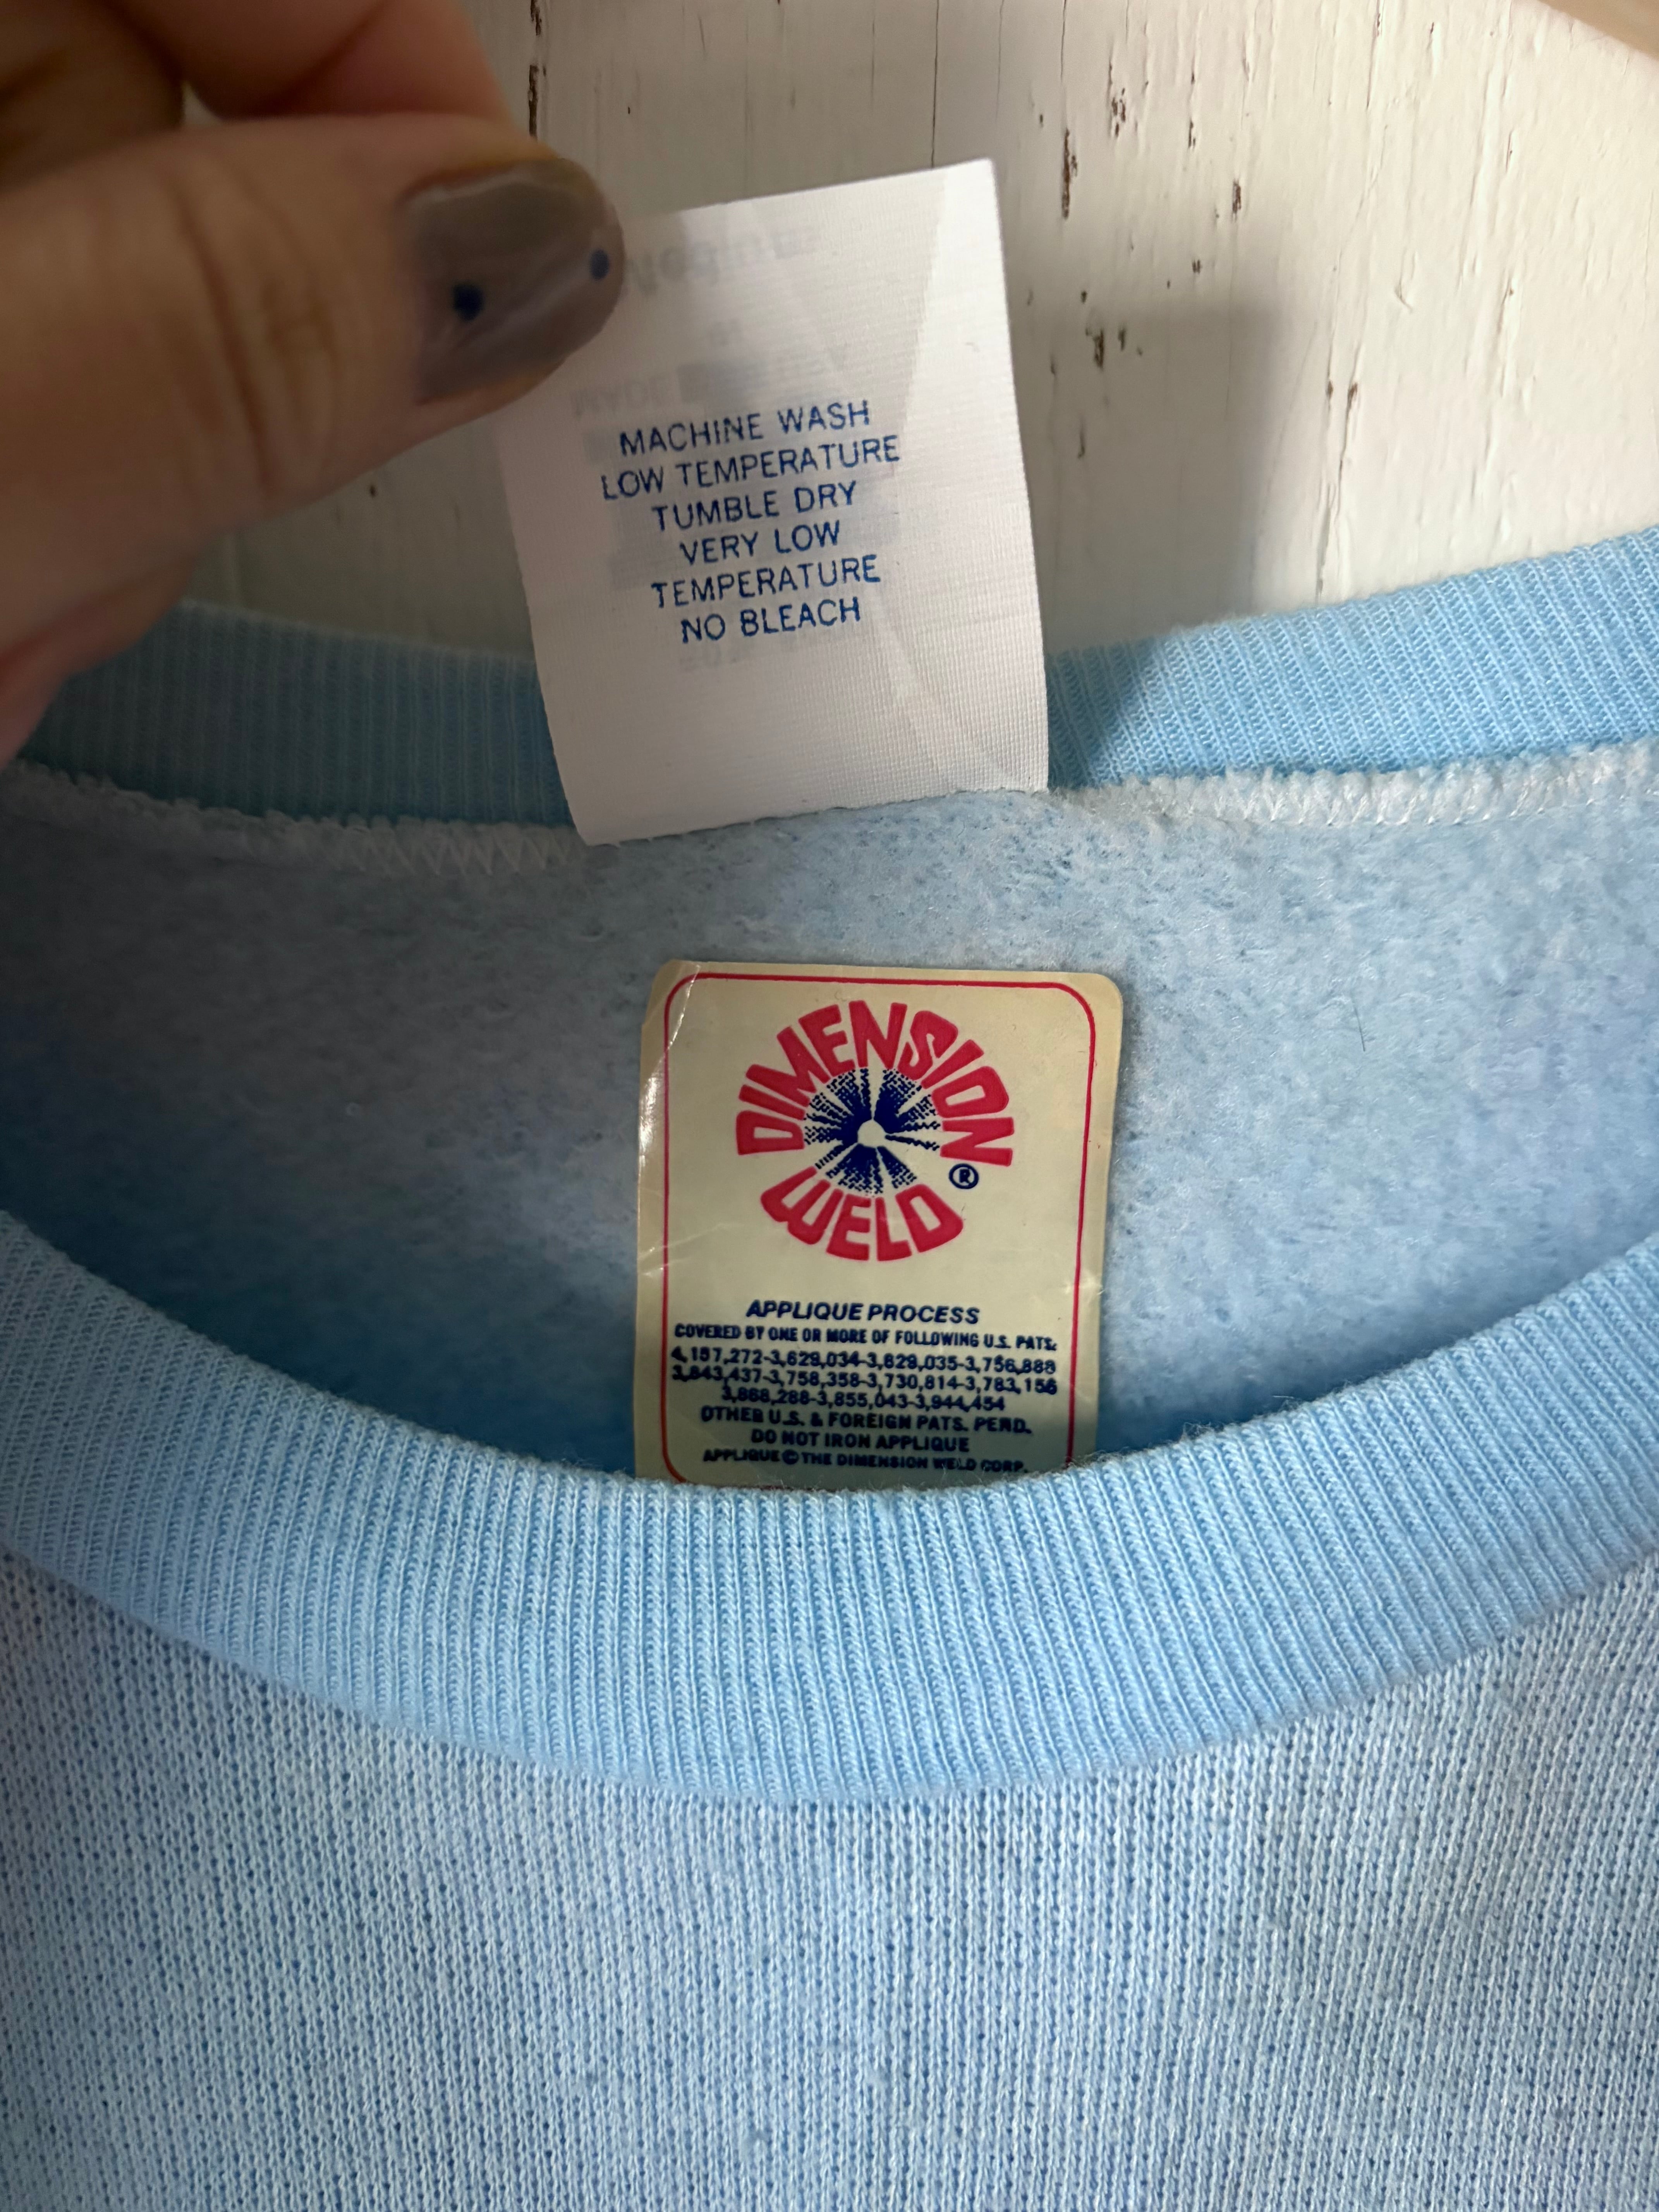 MACHINE WASH
LOW TEMPERATURE
TUMBLE DRY
VERY LOW
TEMPERATURE
NO BLEACH
DIMENSION
WELD ®
APPLIQUE PROCESS
COVERED BY ONE OR MORE OF FOLLOWING U.S. PATS.
4,157,272-3,629,034-3,629,035-3,756,888
3,843,437-3,758,358-3,730,814-3,783,156
3,868,288-3,855,043-3,944,454
OTHER U.S. & FOREIGN PATS. PEND.
DO NOT IRON APPLIQUE
APPLIQUE © THE DIMENSION WELD CORP.